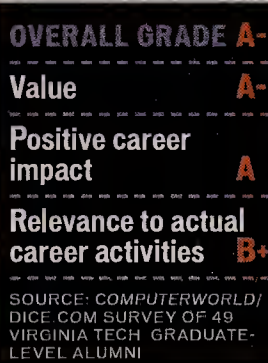 OVERALL GRADE A-
Value A-
Positive career
impact A
Relevance to actual
career activities B+
SOURCE: COMPUTERWORLD/
DICE.COM SURVEY OF 49
VIRGINIA TECH GRADUATE-
LEVEL ALUMNI